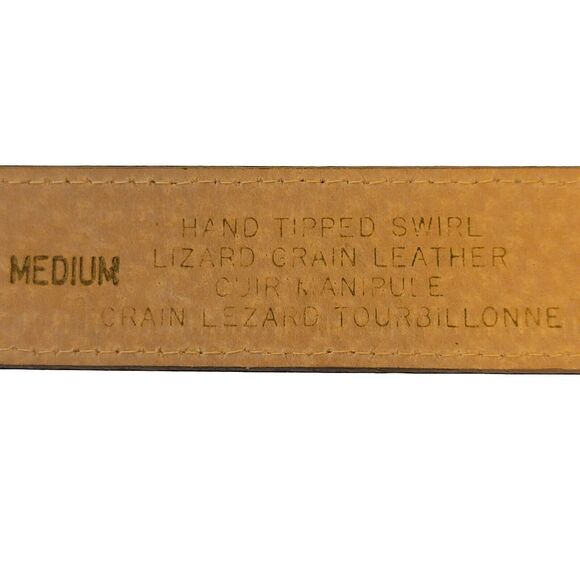 HAND TIPPED SWIRL
MEDIUM LIZARD GRAIN LEATHER
CUIR MANIPULE
GRAIN LEZARD TOURBILLONNE